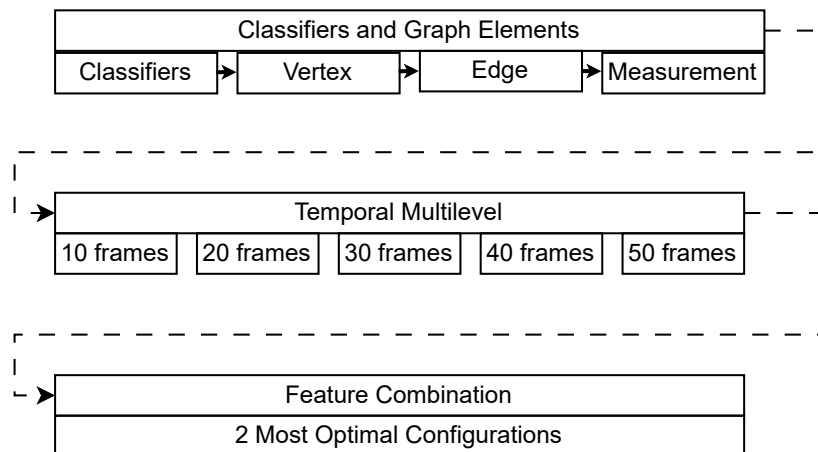 Classifiers and Graph Elements
Classifiers Vertex Edge Measurement
Temporal Multilevel
10 frames 20 frames 30 frames 40 frames 50 frames
Feature Combination
2 Most Optimal Configurations